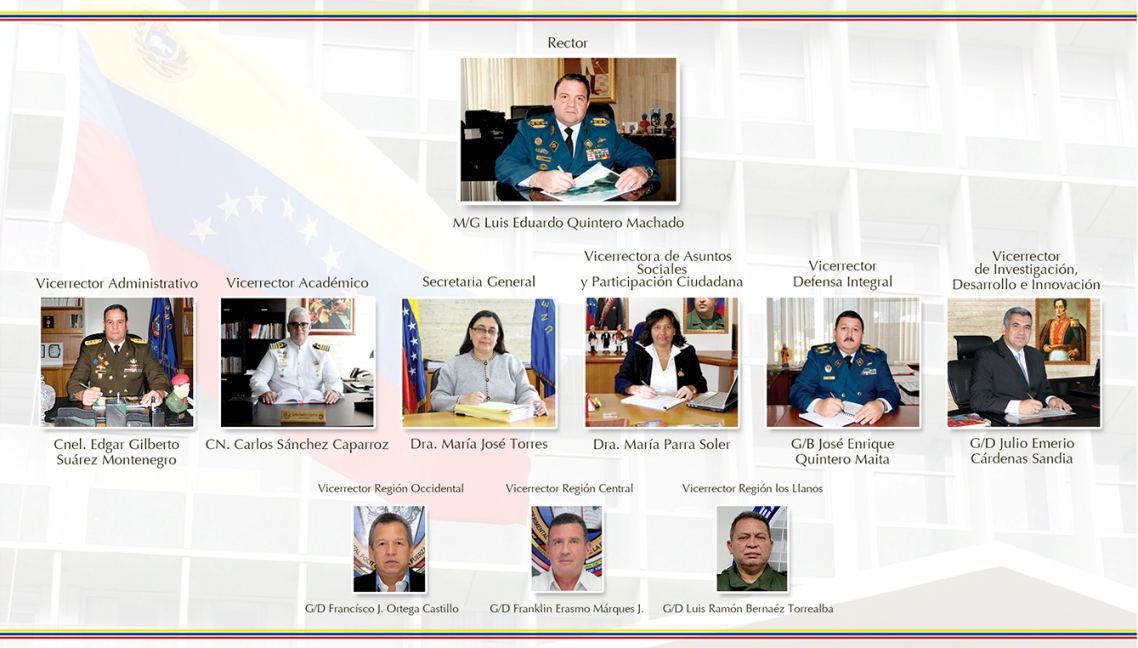 Rector
M/G Luis Eduardo Quintero Machado
Vicerrector Administrativo
Cnel. Edgar Gilberto
Suárez Montenegro
Vicerrector Académico
CN. Carlos Sánchez Caparroz
Secretaria General
Dra. María José Torres
Vicerrectora de Asuntos
Sociales
y Participación Ciudadana
Dra. María Parra Soler
Vicerrector
Defensa Integral
G/B José Enrique
Quintero Maita
Vicerrector
de Investigación,
Desarrollo e Innovación
G/D Julio Emerio
Cárdenas Sandia
Vicerrector Región Occidental
G/D Francísco J. Ortega Castillo
Vicerrector Región Central
G/D Franklin Erasmo Márques J.
Vicerrector Región los Llanos
G/D Luis Ramón Bernaéz Torrealba